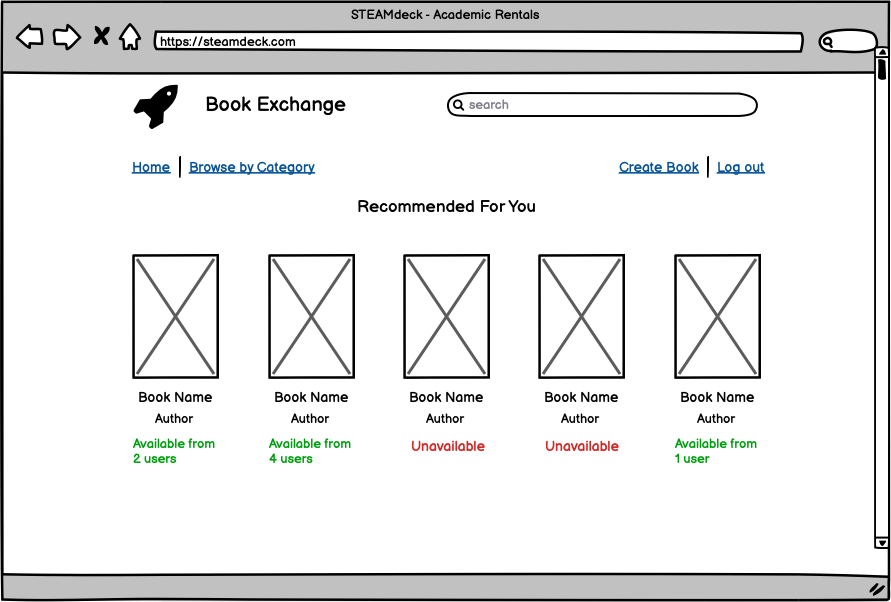 STEAMdeck - Academic Rentals
https://steamdeck.com
Book Exchange
search
Home
Browse by Category
Create Book
Log out
Recommended For You
Book Name
Author
Available from
2 users
Book Name
Author
Available from
4 users
Book Name
Author
Unavailable
Book Name
Author
Unavailable
Book Name
Author
Available from
1 user